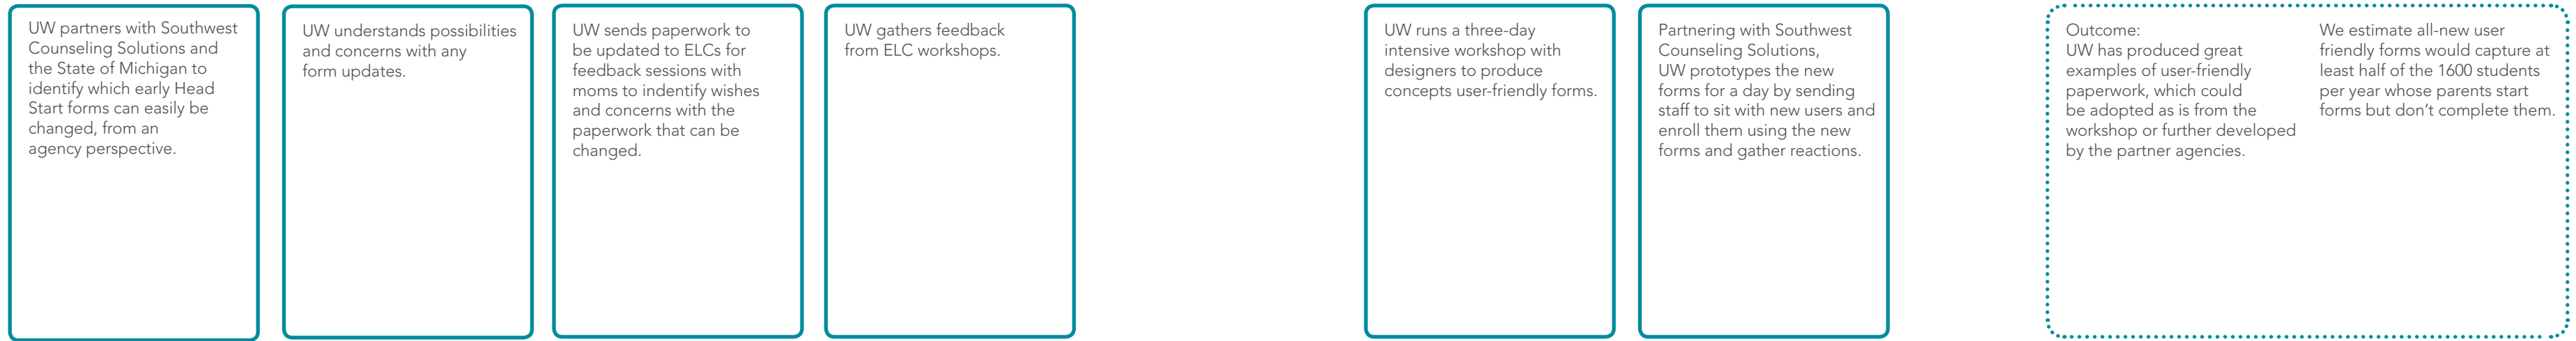 UW partners with Southwest
Counseling Solutions and
the State of Michigan to
identify which early Head
Start forms can easily be
changed, from an
agency perspective.
UW understands possibilities
and concerns with any
form updates.
UW sends paperwork to
be updated to ELCs for
feedback sessions with
moms to indentify wishes
and concerns with the
paperwork that can be
changed.
UW gathers feedback
from ELC workshops.
UW runs a three-day
intensive workshop with
designers to produce
concepts user-friendly forms.
Partnering with Southwest
Counseling Solutions,
UW prototypes the new
forms for a day by sending
staff to sit with new users and
enroll them using the new
forms and gather reactions.
Outcome:
UW has produced great
examples of user-friendly
paperwork, which could
be adopted as is from the
workshop or further developed
by the partner agencies.
We estimate all-new user
friendly forms would capture at
least half of the 1600 students
per year whose parents start
forms but don’t complete them.